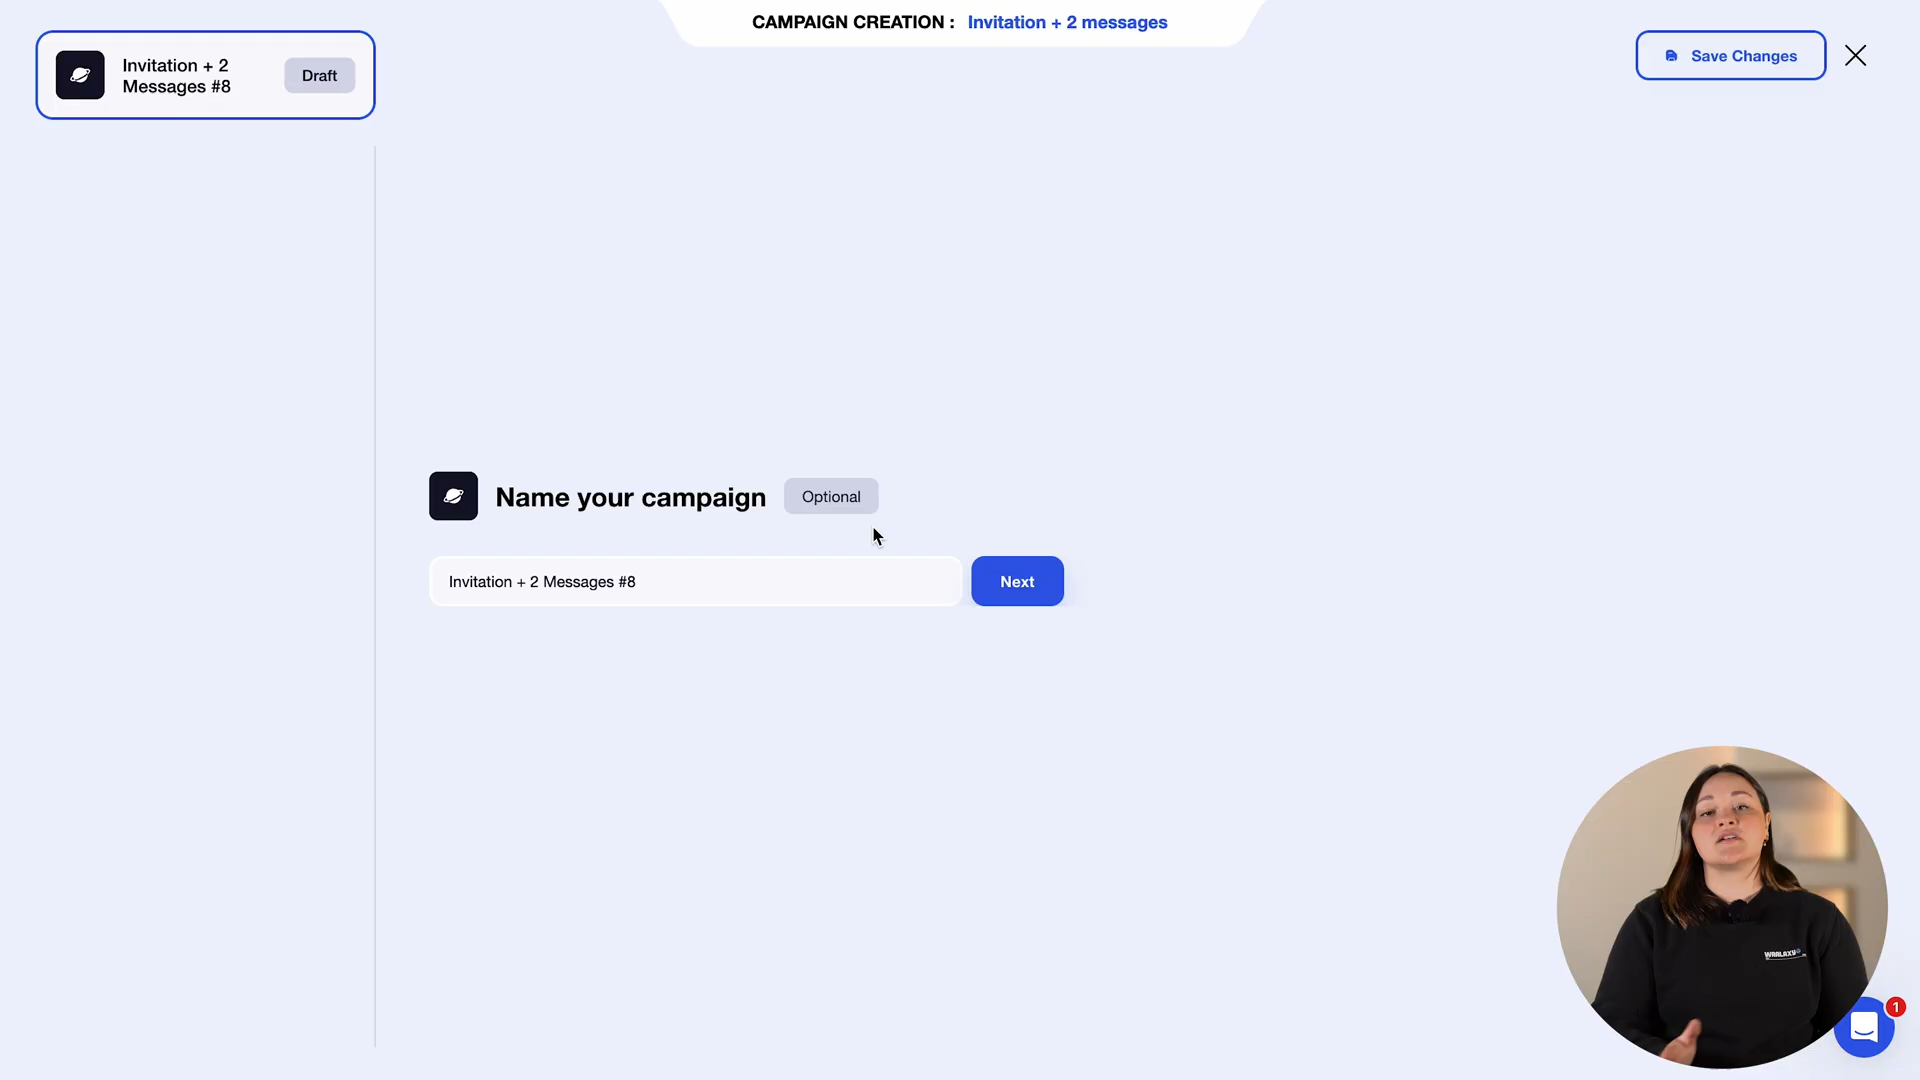 CAMPAIGN CREATION : Invitation + 2 messages
Invitation + 2
Messages #8
Draft
Save Changes
Name your campaign
Optional
Invitation + 2 Messages #8
Next
WAALAXY
1